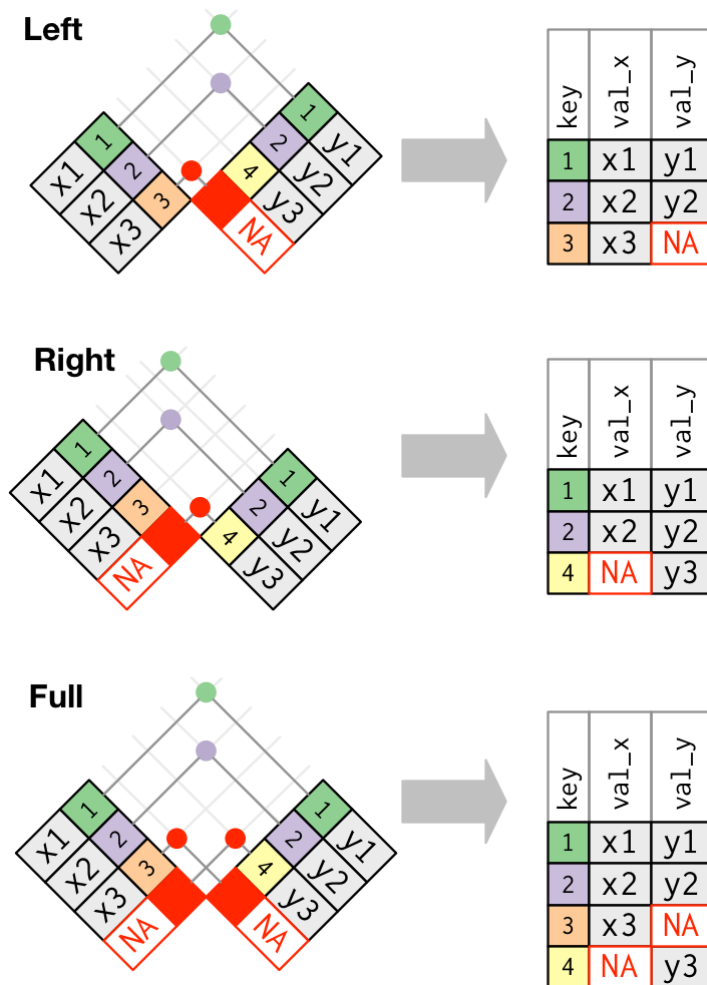 Left
1 x1
2 x2
3 x3
1 y1
2 y2
4 y3
NA
key val_x val_y
1 x1 y1
2 x2 y2
3 x3 NA
Right
1 x1
2 x2
3 x3
NA
1 y1
2 y2
4 y3
key val_x val_y
1 x1 y1
2 x2 y2
4 NA y3
Full
1 x1
2 x2
3 x3
NA
1 y1
2 y2
4 y3
NA
key val_x val_y
1 x1 y1
2 x2 y2
3 x3 NA
4 NA y3